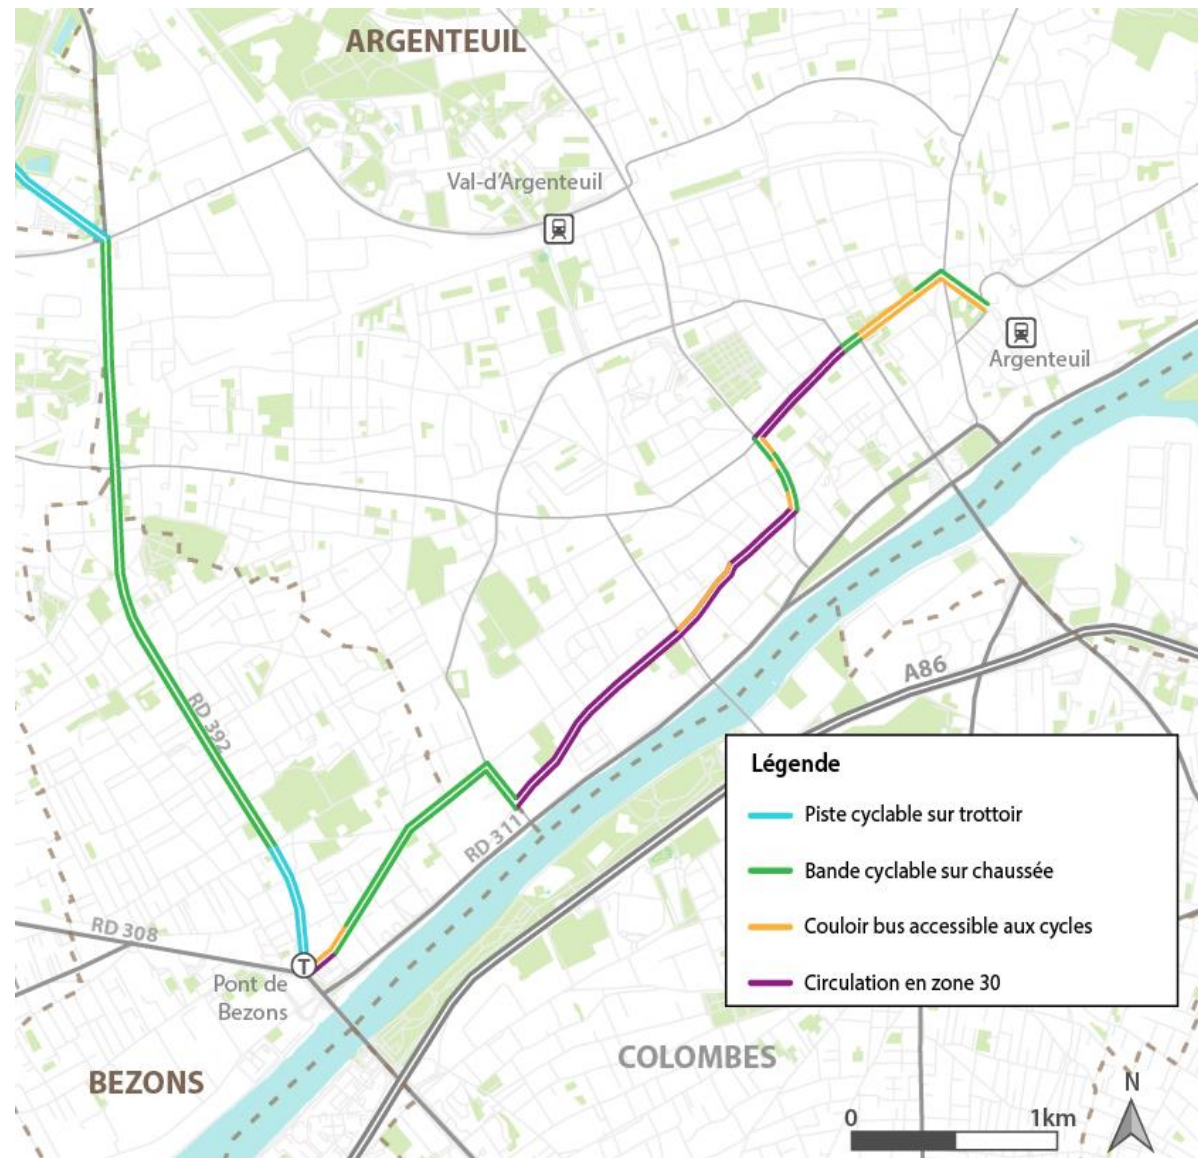 ARGENTEUIL
Val-d'Argenteuil
Argenteuil
A86
RD 392
RD 311
RD 308
T
Pont de
Bezons
BEZONS
COLOMBES
Légende
Piste cyclable sur trottoir
Bande cyclable sur chaussée
Couloir bus accessible aux cycles
Circulation en zone 30
N
0 1km